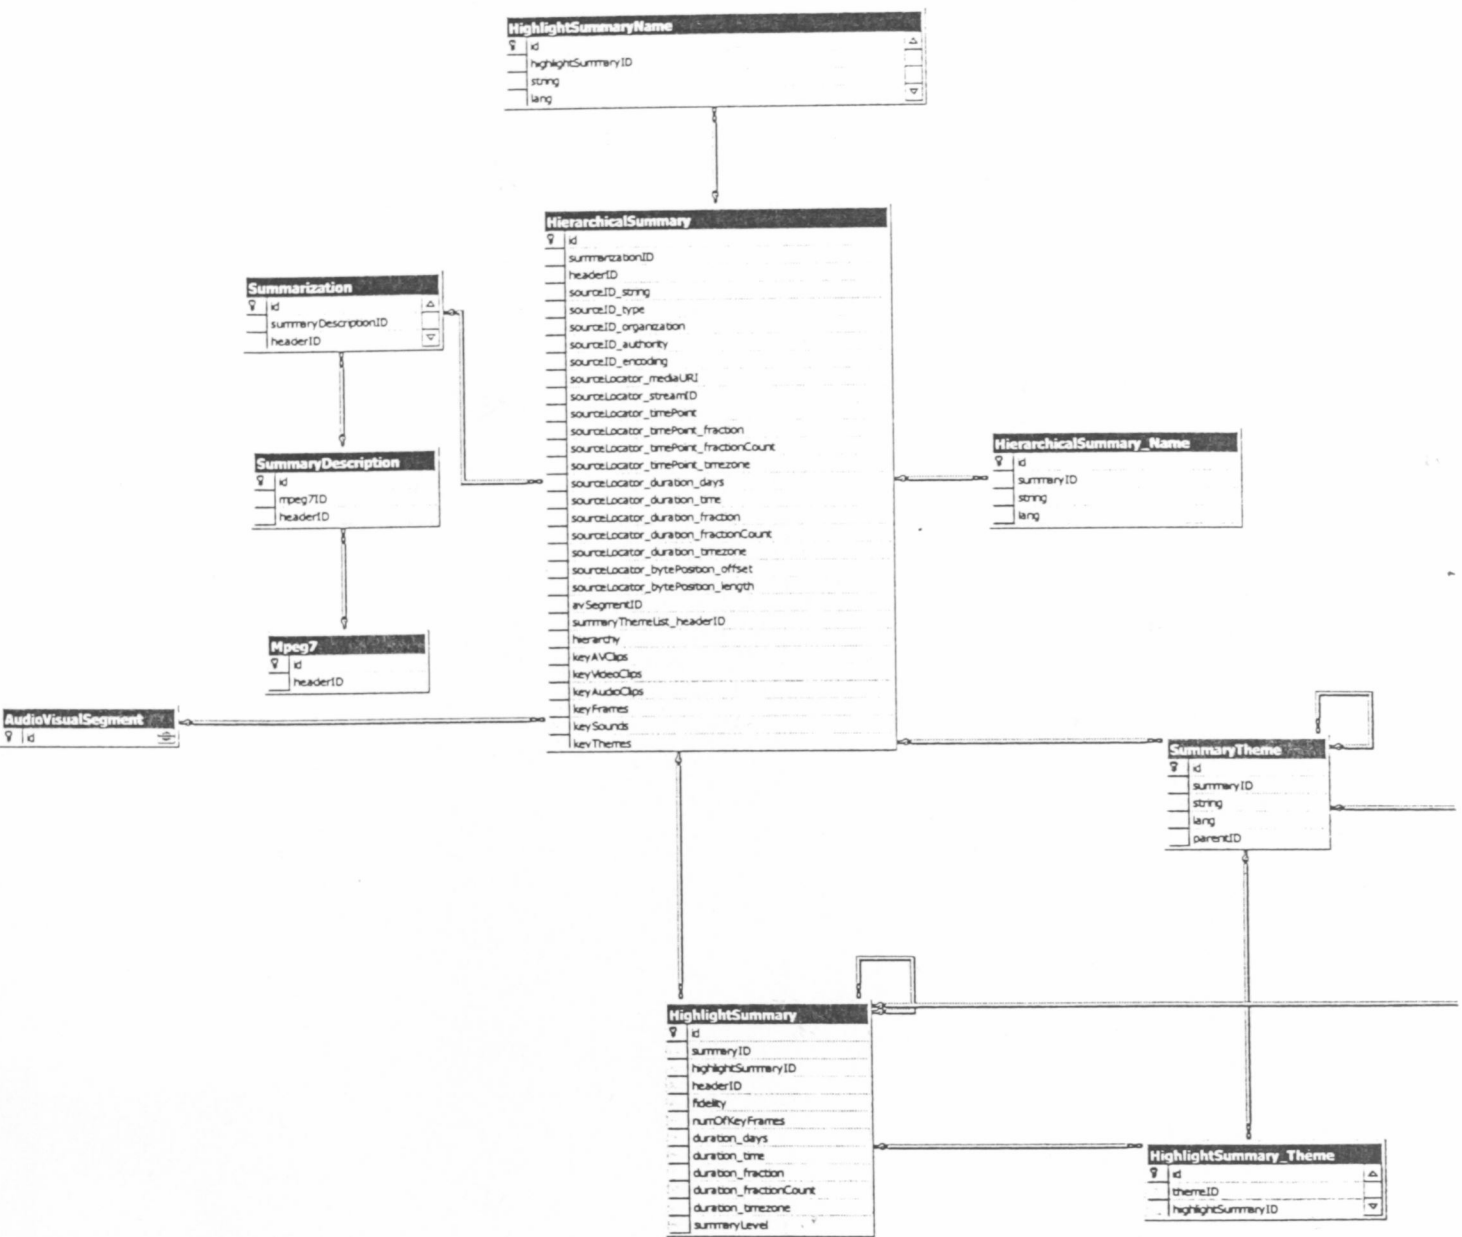 HighlightSummaryName
id
highlightSummaryID
string
lang
HierarchicalSummary
id
summarizationID
headerID
sourceID_string
sourceID_type
sourceID_organization
sourceID_authority
sourceID_encoding
sourceLocator_mediaURI
sourceLocator_streamID
sourceLocator_timePoint
sourceLocator_timePoint_fraction
sourceLocator_timePoint_fractionCount
sourceLocator_timePoint_timezone
sourceLocator_duration_days
sourceLocator_duration_time
sourceLocator_duration_fraction
sourceLocator_duration_fractionCount
sourceLocator_duration_timezone
sourceLocator_bytePosition_offset
sourceLocator_bytePosition_length
avSegmentID
summaryThemeList_headerID
hierarchy
keyAVClips
keyVideoClips
keyAudioClips
keyFrames
keySounds
keyThemes
Summarization
id
summaryDescriptionID
headerID
SummaryDescription
id
mpeg7ID
headerID
Mpeg7
id
headerID
AudioVisualSegment
id
HierarchicalSummary_Name
id
summaryID
string
lang
SummaryTheme
id
summaryID
string
lang
parentID
HighlightSummary
id
summaryID
highlightSummaryID
headerID
fidelity
numOfKeyFrames
duration_days
duration_time
duration_fraction
duration_fractionCount
duration_timezone
summaryLevel
HighlightSummary_Theme
id
themeID
highlightSummaryID